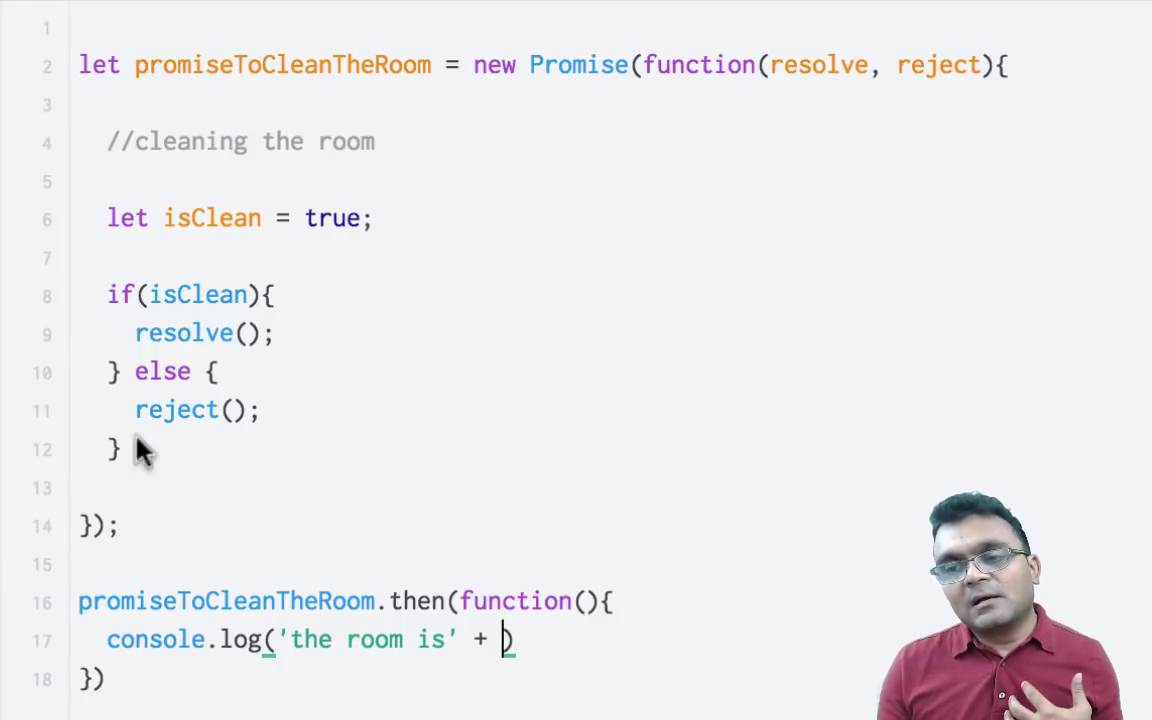 1
2 let promiseToCleanTheRoom = new Promise(function(resolve, reject){
3
4 //cleaning the room
5
6 let isClean = true;
7
8 if(isClean){
9 resolve();
10 } else {
11 reject();
12 }
13
14 });
15
16 promiseToCleanTheRoom.then(function(){
17 console.log('the room is' + )
18 })